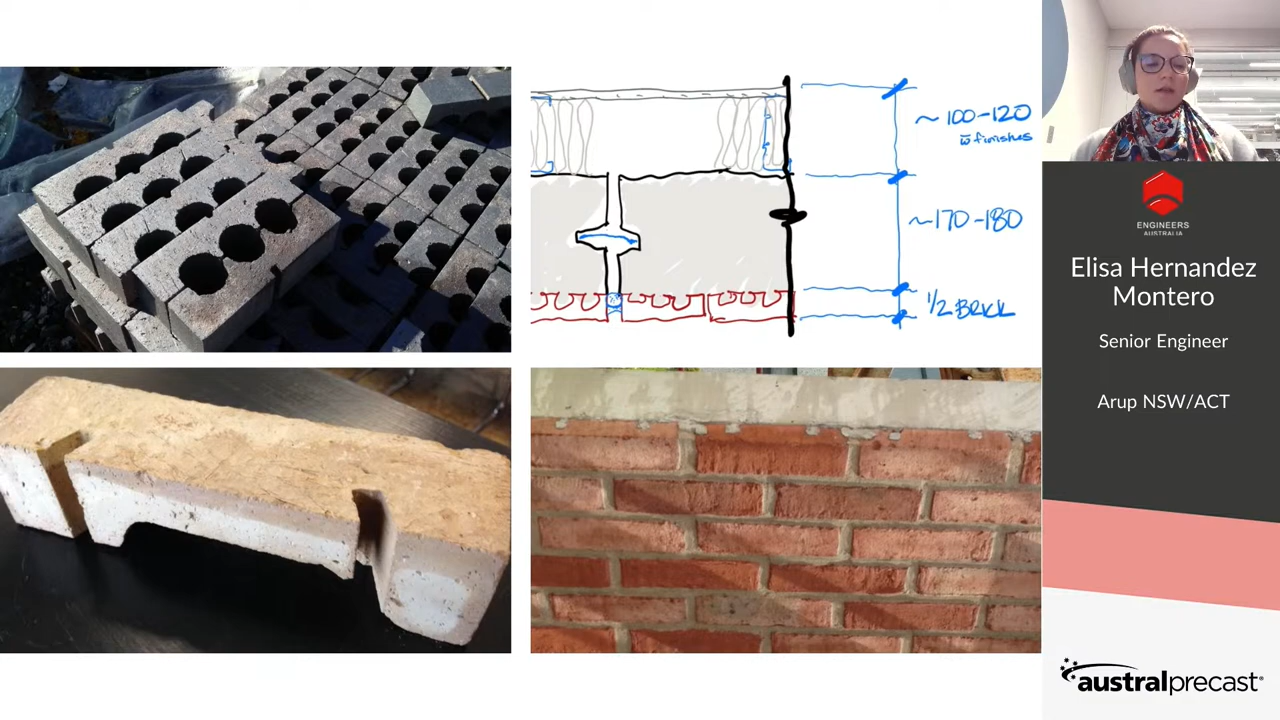 ~ 100-120
w̄ finishes
~170-180
1/2 BRICK
ENGINEERS
AUSTRALIA
Elisa Hernandez
Montero
Senior Engineer
Arup NSW/ACT
australprecast®